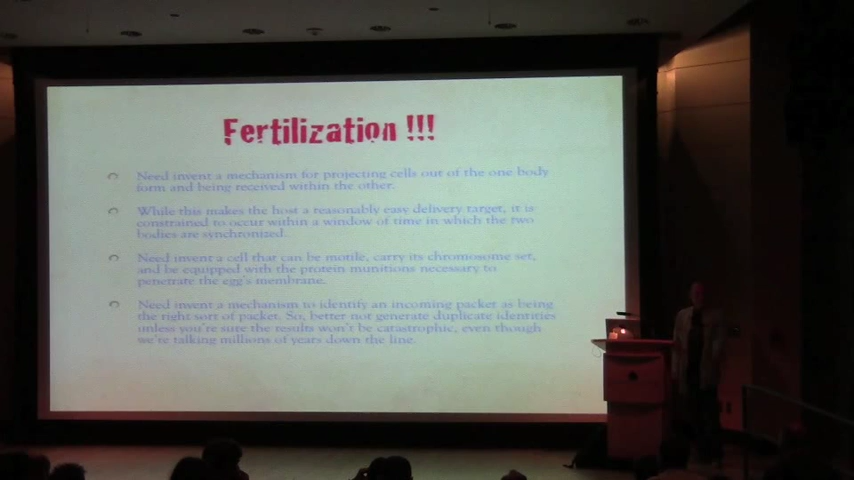 Fertilization !!!
Need invent a mechanism for projecting cells out of the one body
form and being received within the other.
While this makes the host a reasonably easy delivery target, it is
constrained to occur within a window of time in which the two
bodies are synchronized.
Need invent a cell that can be motile, carry its chromosome set,
and be equipped with the protein munitions necessary to
penetrate the egg's membrane.
Need invent a mechanism to identify an incoming packet as being
the right sort of packet. So, better not generate duplicate identities
unless you're sure the results won't be catastrophic, even though
we're talking millions of years down the line.